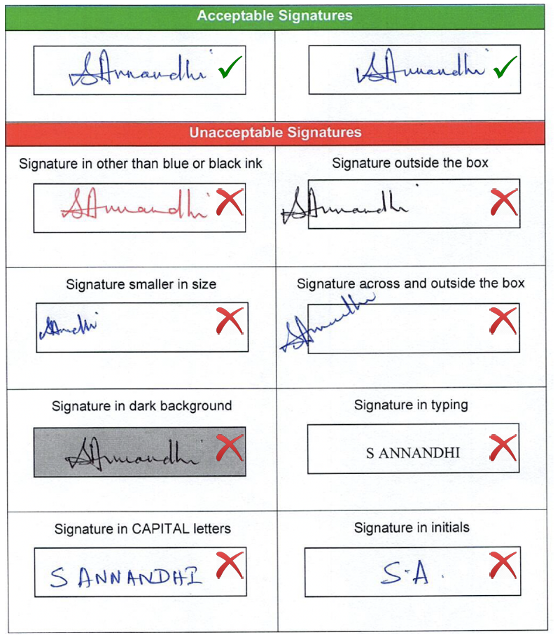 Acceptable Signatures
SAnnandhi SAnnandhi
Unacceptable Signatures
Signature in other than blue or black ink Signature outside the box
SAnnandhi SAnnandhi
Signature smaller in size Signature across and outside the box
SAnnandhi SAnnandhi
Signature in dark background Signature in typing
SAnnandhi S ANNANDHI
Signature in CAPITAL letters Signature in initials
S ANNANDHI S.A.